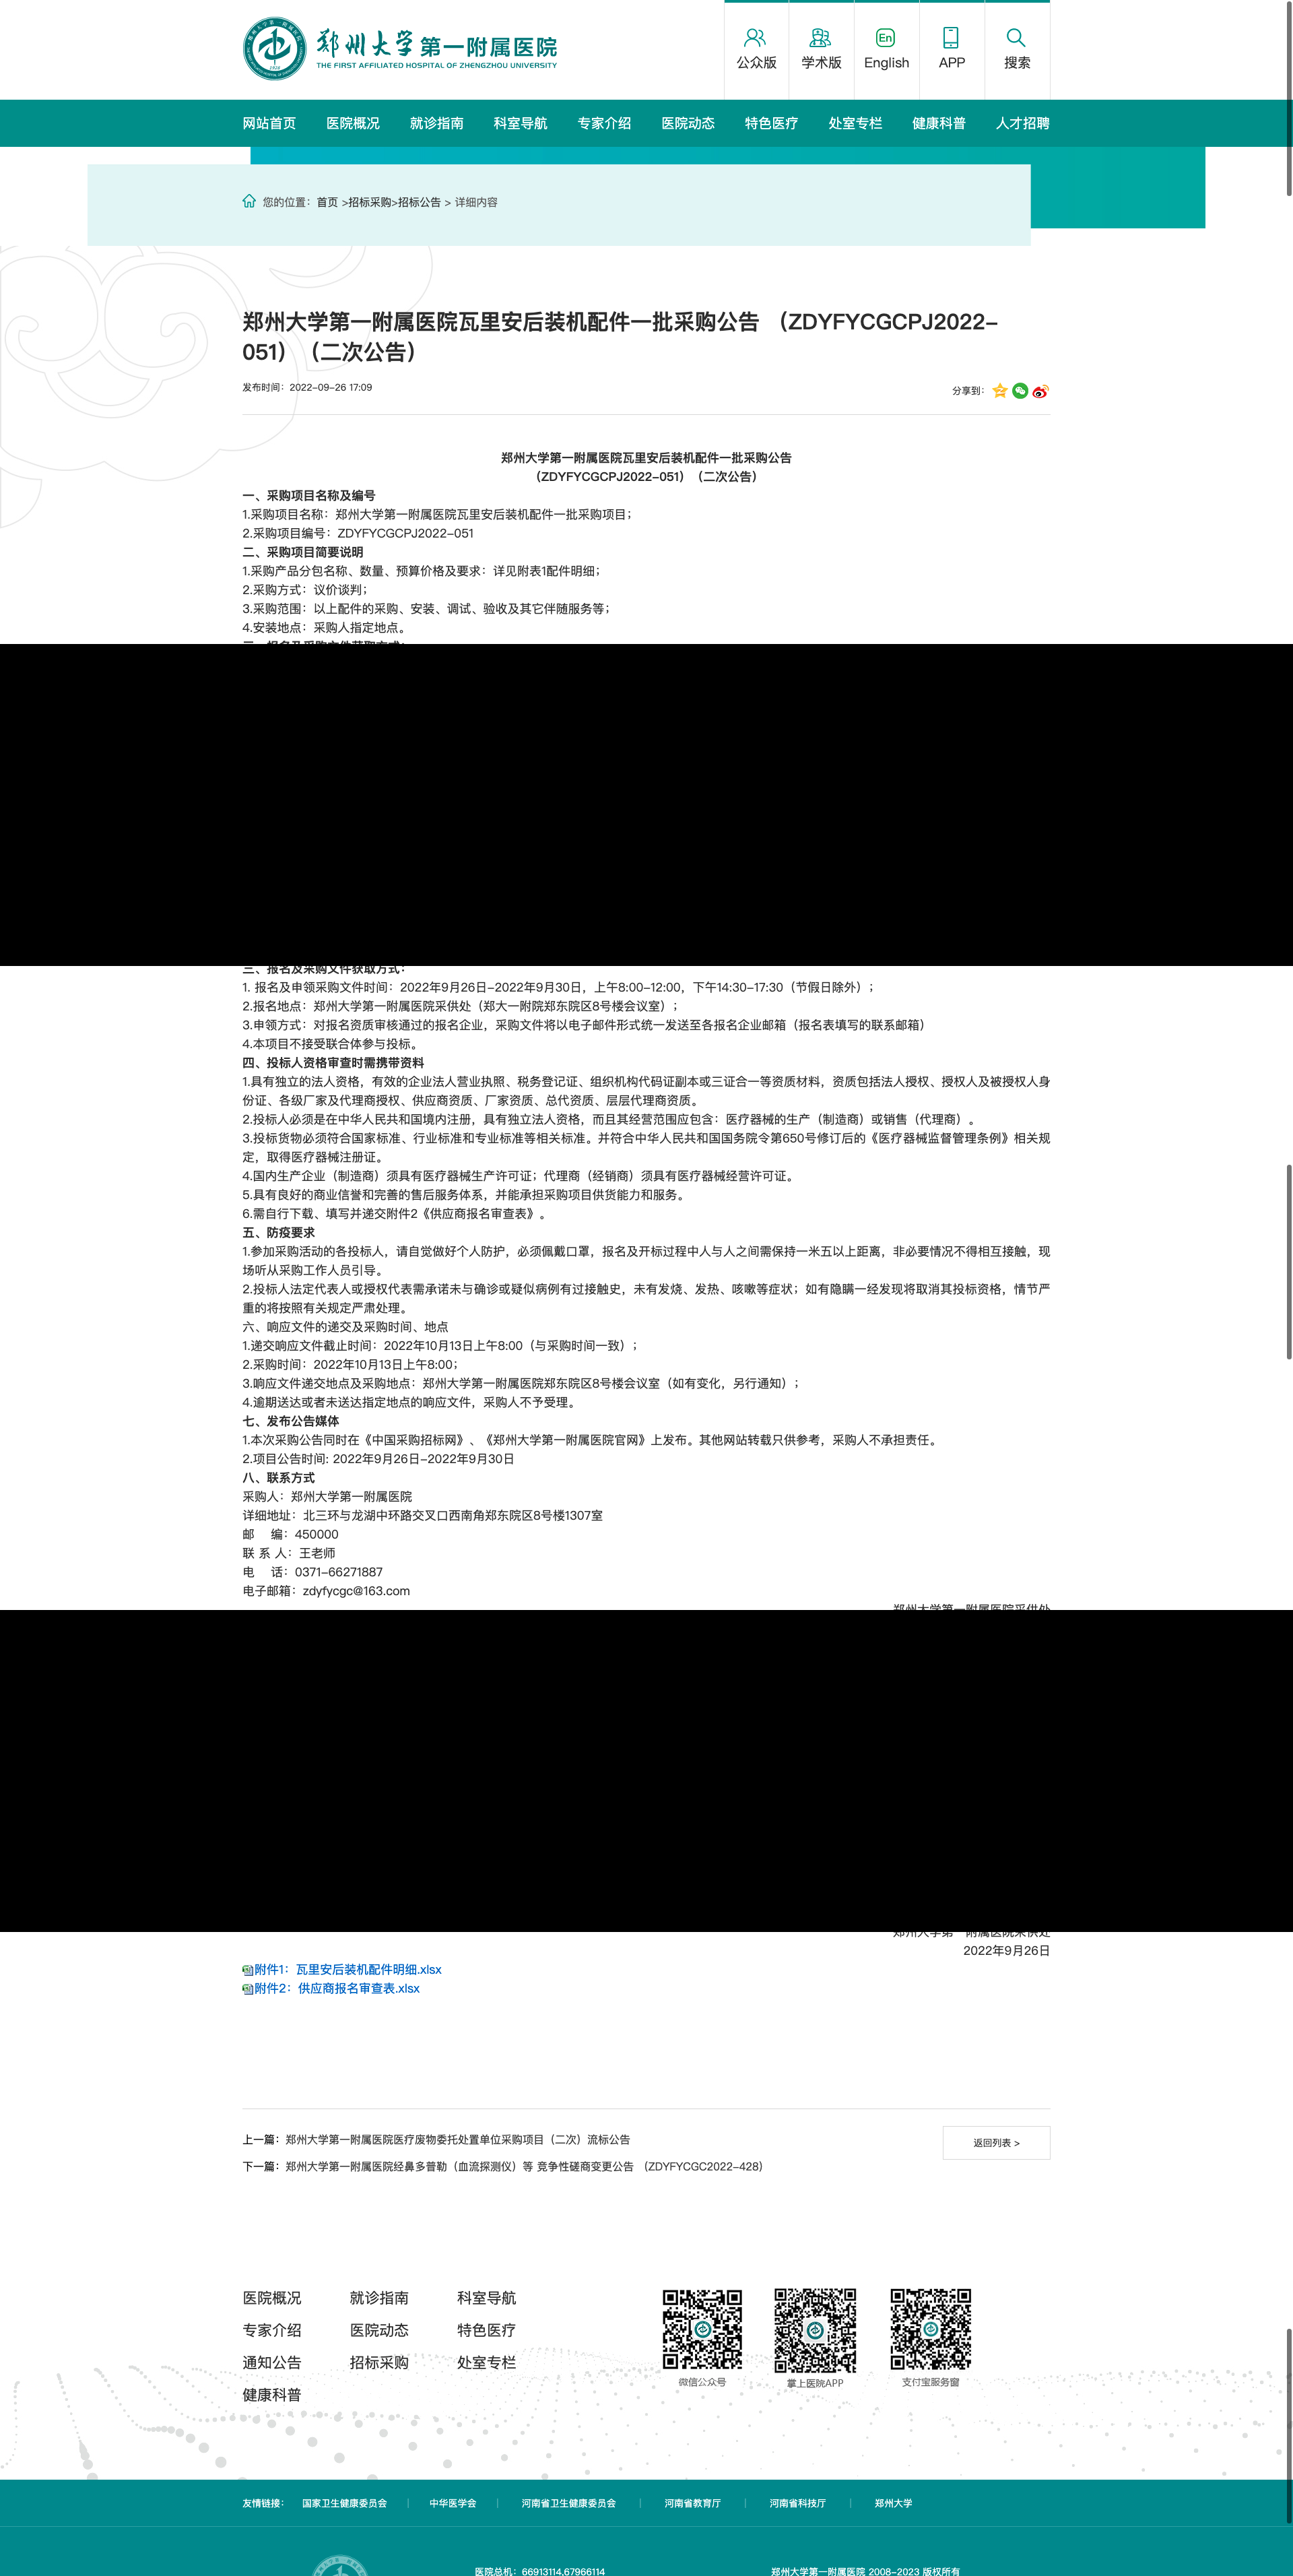 郑州大学第一附属医院
THE FIRST AFFILIATED HOSPITAL OF ZHENGZHOU UNIVERSITY
公众版 学术版 English APP 搜索
网站首页 医院概况 就诊指南 科室导航 专家介绍 医院动态 特色医疗 处室专栏 健康科普 人才招聘
您的位置：首页 >招标采购>招标公告 > 详细内容
郑州大学第一附属医院瓦里安后装机配件一批采购公告 （ZDYFYCGCPJ2022-
051）（二次公告）
发布时间：2022-09-26 17:09
分享到：
郑州大学第一附属医院瓦里安后装机配件一批采购公告
（ZDYFYCGCPJ2022-051）（二次公告）
一、采购项目名称及编号
1.采购项目名称：郑州大学第一附属医院瓦里安后装机配件一批采购项目；
2.采购项目编号：ZDYFYCGCPJ2022-051
二、采购项目简要说明
1.采购产品分包名称、数量、预算价格及要求：详见附表1配件明细；
2.采购方式：议价谈判；
3.采购范围：以上配件的采购、安装、调试、验收及其它伴随服务等；
4.安装地点：采购人指定地点。
三、报名及采购文件获取方式：
1. 报名及申领采购文件时间：2022年9月26日-2022年9月30日，上午8:00-12:00，下午14:30-17:30（节假日除外）；
2.报名地点：郑州大学第一附属医院采供处（郑大一附院郑东院区8号楼会议室）；
3.申领方式：对报名资质审核通过的报名企业，采购文件将以电子邮件形式统一发送至各报名企业邮箱（报名表填写的联系邮箱）
4.本项目不接受联合体参与投标。
四、投标人资格审查时需携带资料
1.具有独立的法人资格，有效的企业法人营业执照、税务登记证、组织机构代码证副本或三证合一等资质材料，资质包括法人授权、授权人及被授权人身
份证、各级厂家及代理商授权、供应商资质、厂家资质、总代资质、层层代理商资质。
2.投标人必须是在中华人民共和国境内注册，具有独立法人资格，而且其经营范围应包含：医疗器械的生产（制造商）或销售（代理商）。
3.投标货物必须符合国家标准、行业标准和专业标准等相关标准。并符合中华人民共和国国务院令第650号修订后的《医疗器械监督管理条例》相关规
定，取得医疗器械注册证。
4.国内生产企业（制造商）须具有医疗器械生产许可证；代理商（经销商）须具有医疗器械经营许可证。
5.具有良好的商业信誉和完善的售后服务体系，并能承担采购项目供货能力和服务。
6.需自行下载、填写并递交附件2《供应商报名审查表》。
五、防疫要求
1.参加采购活动的各投标人，请自觉做好个人防护，必须佩戴口罩，报名及开标过程中人与人之间需保持一米五以上距离，非必要情况不得相互接触，现
场听从采购工作人员引导。
2.投标人法定代表人或授权代表需承诺未与确诊或疑似病例有过接触史，未有发烧、发热、咳嗽等症状；如有隐瞒一经发现将取消其投标资格，情节严
重的将按照有关规定严肃处理。
六、响应文件的递交及采购时间、地点
1.递交响应文件截止时间：2022年10月13日上午8:00（与采购时间一致）；
2.采购时间：2022年10月13日上午8:00；
3.响应文件递交地点及采购地点：郑州大学第一附属医院郑东院区8号楼会议室（如有变化，另行通知）；
4.逾期送达或者未送达指定地点的响应文件，采购人不予受理。
七、发布公告媒体
1.本次采购公告同时在《中国采购招标网》、《郑州大学第一附属医院官网》上发布。其他网站转载只供参考，采购人不承担责任。
2.项目公告时间: 2022年9月26日-2022年9月30日
八、联系方式
采购人：郑州大学第一附属医院
详细地址：北三环与龙湖中环路交叉口西南角郑东院区8号楼1307室
邮 编：450000
联 系 人：王老师
电 话：0371-66271887
电子邮箱：zdyfycgc@163.com
郑州大学第一附属医院采供处
2022年9月26日
附件1：瓦里安后装机配件明细.xlsx
附件2：供应商报名审查表.xlsx
上一篇：郑州大学第一附属医院医疗废物委托处置单位采购项目（二次）流标公告
返回列表 >
下一篇：郑州大学第一附属医院经鼻多普勒（血流探测仪）等 竞争性磋商变更公告 （ZDYFYCGC2022-428）
医院概况 就诊指南 科室导航
专家介绍 医院动态 特色医疗
通知公告 招标采购 处室专栏
健康科普
微信公众号 掌上医院APP 支付宝服务窗
友情链接： 国家卫生健康委员会 | 中华医学会 | 河南省卫生健康委员会 | 河南省教育厅 | 河南省科技厅 | 郑州大学
医院总机：66913114,67966114 郑州大学第一附属医院 2008-2023 版权所有